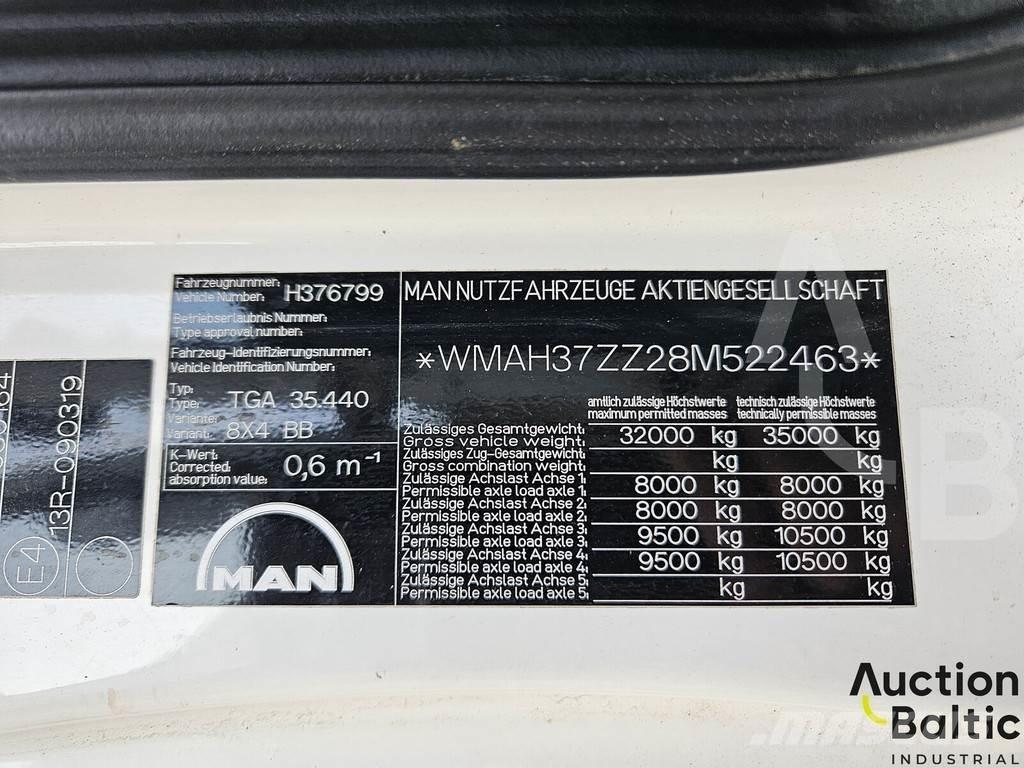 Fahrzeugnummer:
Vehicle Number: H376799
Betriebserlaubnis Nummer:
Type approval number:
Fahrzeug-Identifizierungsnummer:
Vehicle Identification Number:
Typ:
Type: TGA 35.440
Variante:
Variant: 8X4 BB
K-Wert:
Corrected
absorption value: 0,6 m⁻¹
MAN
MAN NUTZFAHRZEUGE AKTIENGESELLSCHAFT
*WMAH37ZZ28M522463*
amtlich zulässige Höchstwerte technisch zulässige Höchstwerte
maximum permitted masses technically permissible masses
Zulässiges Gesamtgewicht:
Gross vehicle weight: 32000 kg 35000 kg
Zulässiges Zug-Gesamtgewicht:
Gross combination weight: kg kg
Zulässige Achslast Achse 1:
Permissible axle load axle 1: 8000 kg 8000 kg
Zulässige Achslast Achse 2:
Permissible axle load axle 2: 8000 kg 8000 kg
Zulässige Achslast Achse 3:
Permissible axle load axle 3: 9500 kg 10500 kg
Zulässige Achslast Achse 4:
Permissible axle load axle 4: 9500 kg 10500 kg
Zulässige Achslast Achse 5:
Permissible axle load axle 5: kg kg
E4
13R-090319
Auction
Baltic
INDUSTRIAL